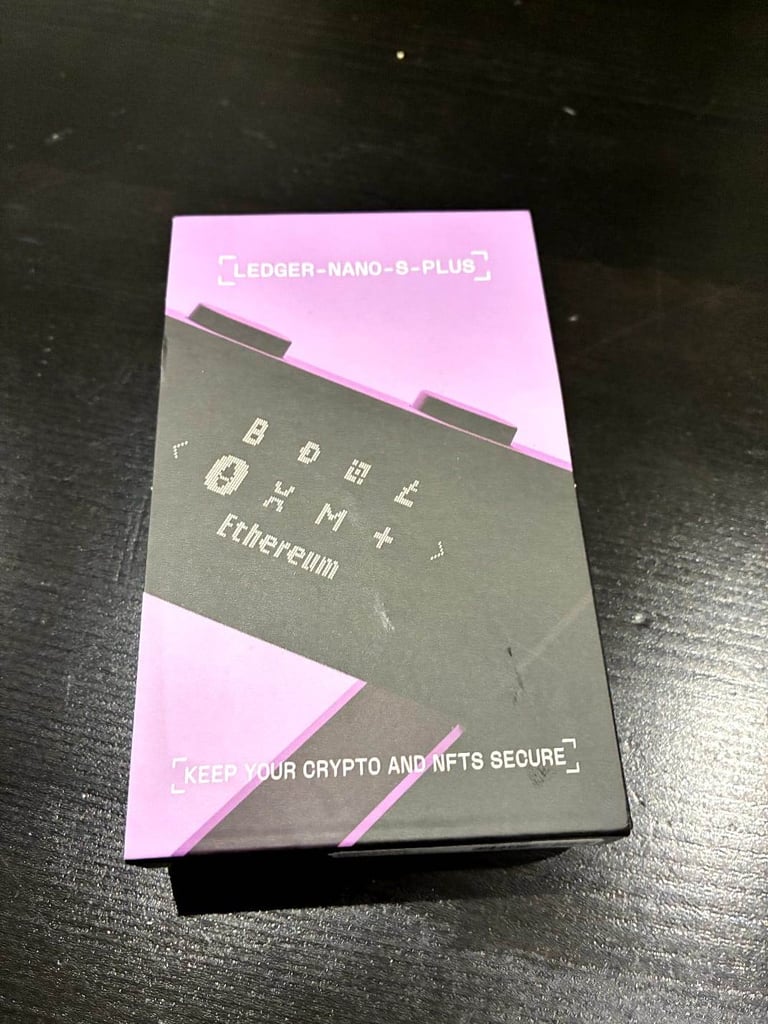 LEDGER-NANO-S-PLUS
Ethereum
KEEP YOUR CRYPTO AND NFTS SECURE